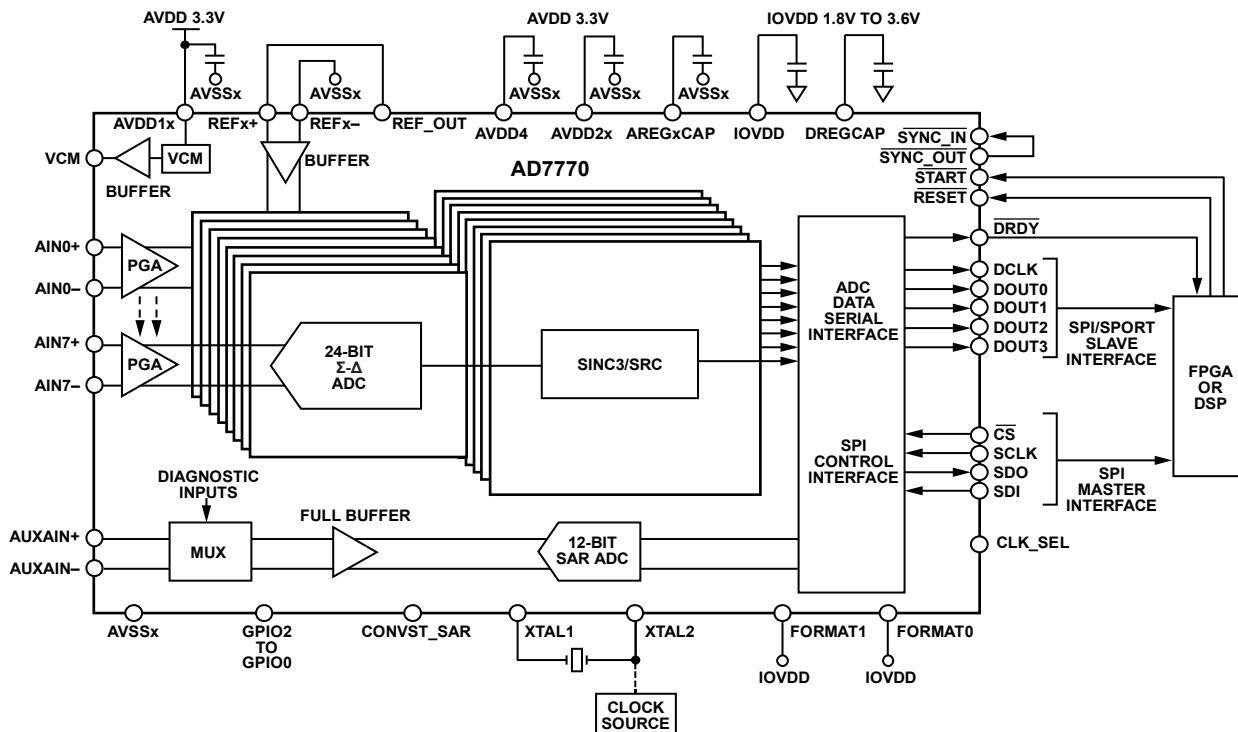 AVDD 3.3V
AVDD 3.3V
IOVDD 1.8V TO 3.6V
AVSSx
AVSSx
AVSSx
AVSSx
AVSSx
AVDD1x
REFx+
REFx–
REF_OUT
AVDD4
AVDD2x
AREGxCAP
IOVDD
DREGCAP
SYNC_IN
SYNC_OUT
START
RESET
VCM
BUFFER
VCM
BUFFER
AD7770
AIN0+
AIN0–
PGA
AIN7+
AIN7–
PGA
24-BIT
Σ-Δ
ADC
SINC3/SRC
ADC
DATA
SERIAL
INTERFACE
SPI
CONTROL
INTERFACE
DRDY
DCLK
DOUT0
DOUT1
DOUT2
DOUT3
SPI/SPORT
SLAVE
INTERFACE
FPGA
OR
DSP
CS
SCLK
SDO
SDI
SPI
MASTER
INTERFACE
CLK_SEL
DIAGNOSTIC
INPUTS
AUXAIN+
AUXAIN–
MUX
FULL BUFFER
12-BIT
SAR ADC
AVSSx
GPIO2
TO
GPIO0
CONVST_SAR
XTAL1
XTAL2
FORMAT1
FORMAT0
IOVDD
IOVDD
CLOCK
SOURCE